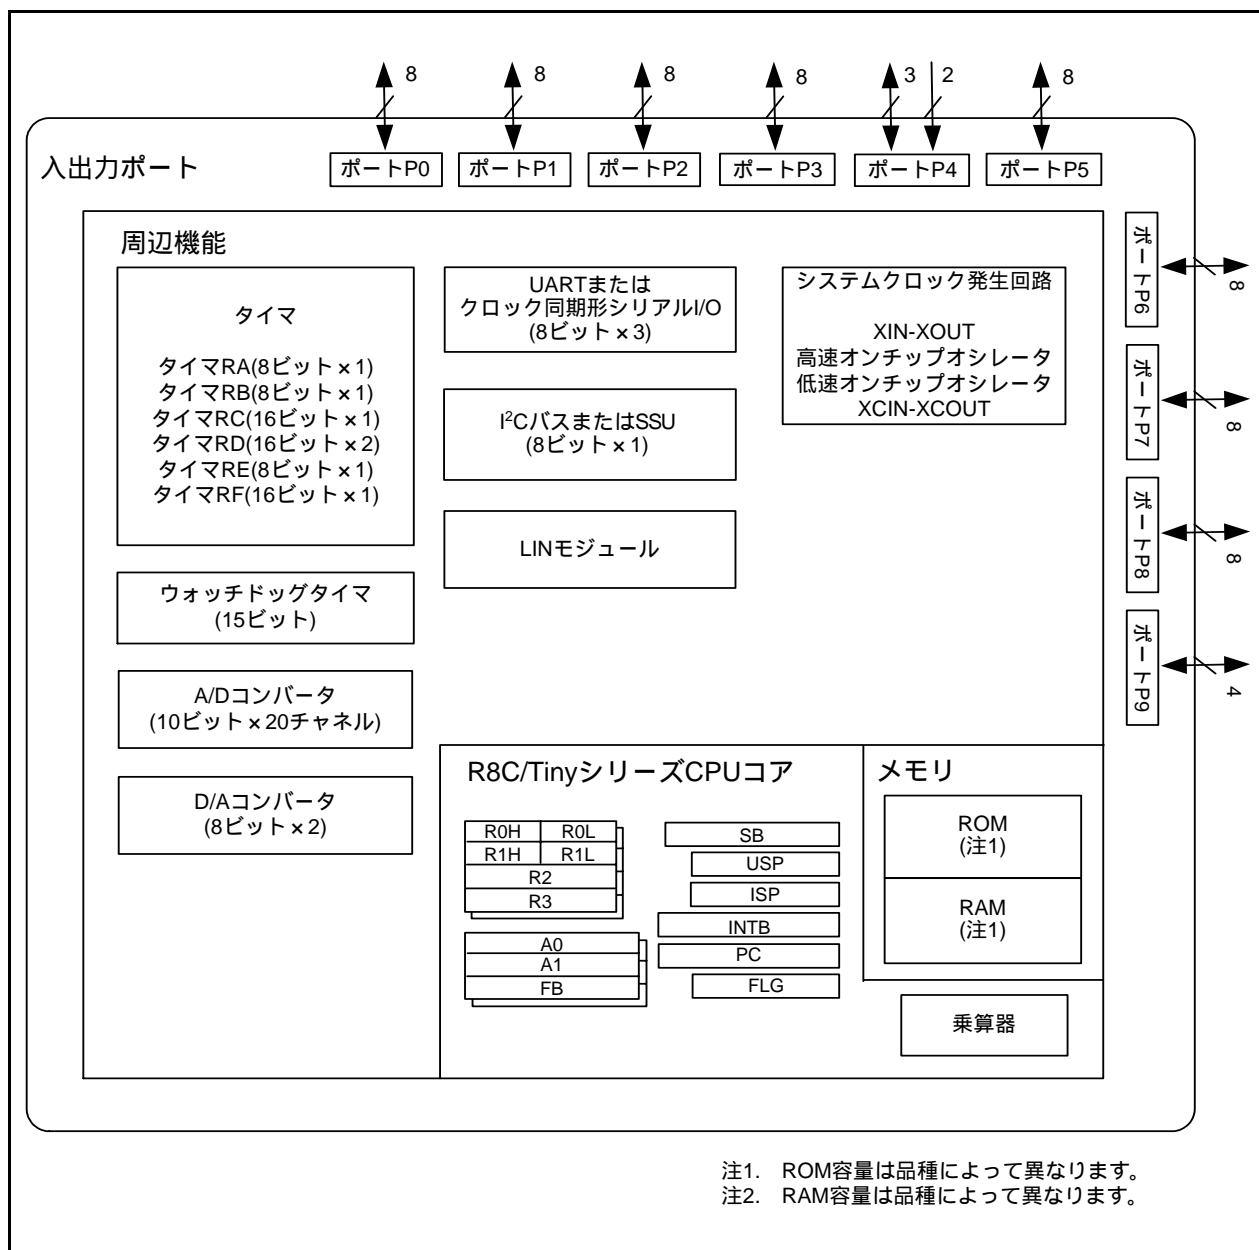 8
8
8
8
3
2
8
入出力ポート
ポートP0
ポートP1
ポートP2
ポートP3
ポートP4
ポートP5
周辺機能
タイマ
タイマRA(8ビット×1)
タイマRB(8ビット×1)
タイマRC(16ビット×1)
タイマRD(16ビット×2)
タイマRE(8ビット×1)
タイマRF(16ビット×1)
ウォッチドッグタイマ
(15ビット)
A/Dコンバータ
(10ビット×20チャネル)
D/Aコンバータ
(8ビット×2)
UARTまたは
クロック同期形シリアルI/O
(8ビット×3)
I²CバスまたはSSU
(8ビット×1)
LINモジュール
システムクロック発生回路
XIN-XOUT
高速オンチップオシレータ
低速オンチップオシレータ
XCIN-XCOUT
ポートP6
8
ポートP7
8
ポートP8
8
ポートP9
4
R8C/TinyシリーズCPUコア
R0H
R0L
R1H
R1L
R2
R3
A0
A1
FB
SB
USP
ISP
INTB
PC
FLG
メモリ
ROM
(注1)
RAM
(注1)
乗算器
注1. ROM容量は品種によって異なります。
注2. RAM容量は品種によって異なります。